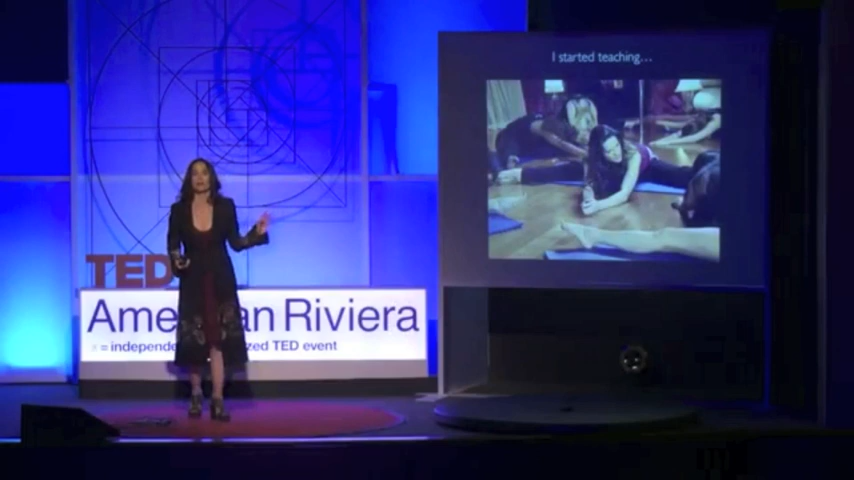 I started teaching...
TED
Ame an Riviera
= independe zed TED event